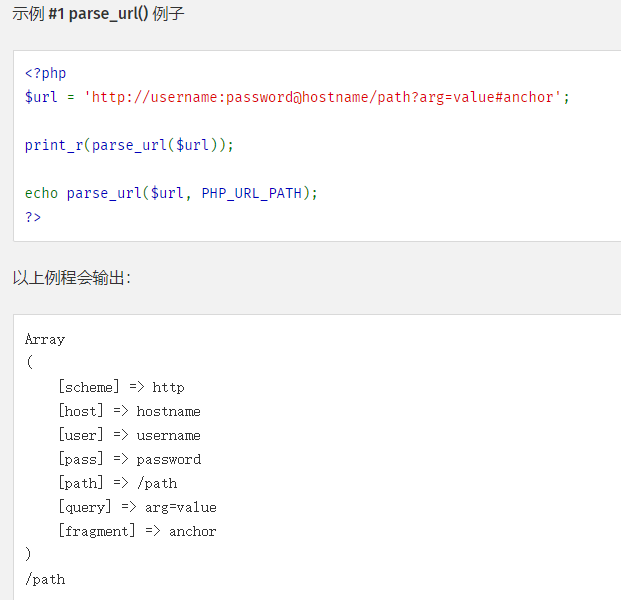 示例 #1 parse_url() 例子
<?php
$url = 'http://username:password@hostname/path?arg=value#anchor';
print_r(parse_url($url));
echo parse_url($url, PHP_URL_PATH);
?>
以上例程会输出：
Array
(
    [scheme] => http
    [host] => hostname
    [user] => username
    [pass] => password
    [path] => /path
    [query] => arg=value
    [fragment] => anchor
)
/path